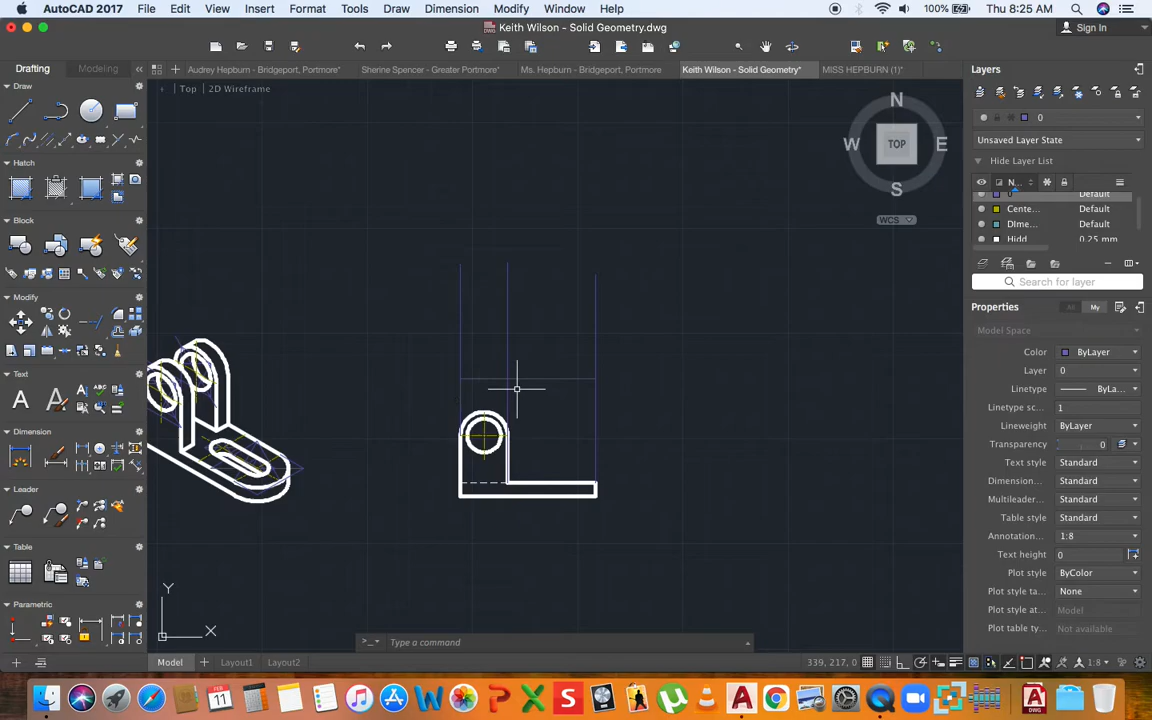 AutoCAD 2017 File Edit View Insert Format Tools Draw Dimension Modify Window Help 100% Thu 8:25 AM
Keith Wilson - Solid Geometry.dwg
Sign In
Drafting Modeling Audrey Hepburn - Bridgeport, Portmore* Sherine Spencer - Greater Portmore* Ms. Hepburn - Bridgeport, Portmore Keith Wilson - Solid Geometry* MISS HEPBURN (1)* Layers
Draw
Top 2D Wireframe
N
W TOP E
S
WCS
0
Unsaved Layer State
Hide Layer List
N...
Default
Cente... Default
DIme... Default
Hidd 0.25 mm
Search for layer
Hatch
Block
Modify
Text
Dimension
Leader
Table
Parametric
Properties All My
Model Space
Color ByLayer
Layer 0
Linetype ByLa...
Linetype sc... 1
Lineweight ByLayer
Transparency 0
Text style Standard
Dimension... Standard
Multileader... Standard
Table style Standard
Annotation... 1:8
Text height 0
Plot style ByColor
Plot style ta... None
Plot style at... Model
Plot table ty... Not available
Y
X
>_ Type a command
Model Layout1 Layout2 339, 217, 0 1:8